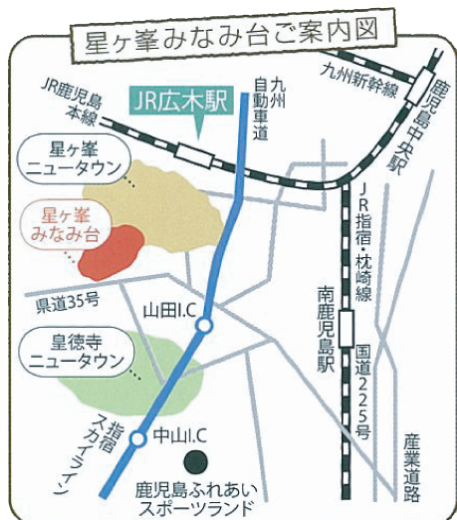 星ヶ峯みなみ台ご案内図
九州新幹線
鹿児島中央駅
九州
自動車道
JR鹿児島
本線
JR広木駅
星ヶ峯
ニュータウン
星ヶ峯
みなみ台
JR指宿・枕崎線
県道35号
山田I.C
南鹿児島駅
皇徳寺
ニュータウン
国道225号
指宿
スカイライン
中山I.C
産業道路
鹿児島ふれあい
スポーツランド